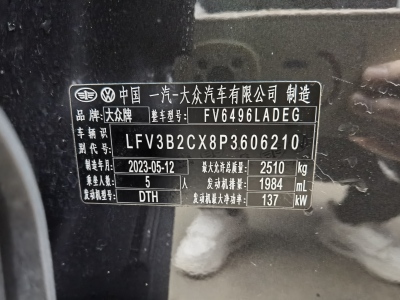 中国 一汽-大众汽车有限公司 制造
品牌: 大众牌 整车型号: FV6496LADEG
车辆识别代号: LFV3B2CX8P3606210
制造年月 2023-05-12 最大允许总质量 2510 kg
乘坐人数 5 人 发动机排量 1984 mL
发动机型号 DTH 发动机最大净功率 137 kW